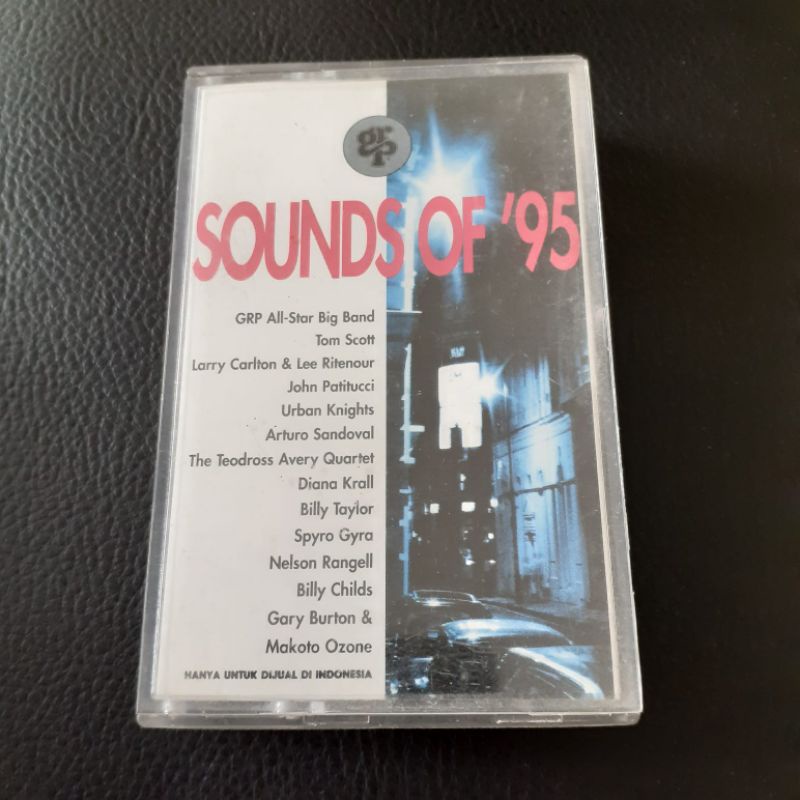 grp
SOUNDS OF '95
GRP All-Star Big Band
Tom Scott
Larry Carlton & Lee Ritenour
John Patitucci
Urban Knights
Arturo Sandoval
The Teodross Avery Quartet
Diana Krall
Billy Taylor
Spyro Gyra
Nelson Rangell
Billy Childs
Gary Burton &
Makoto Ozone
HANYA UNTUK DIJUAL DI INDONESIA